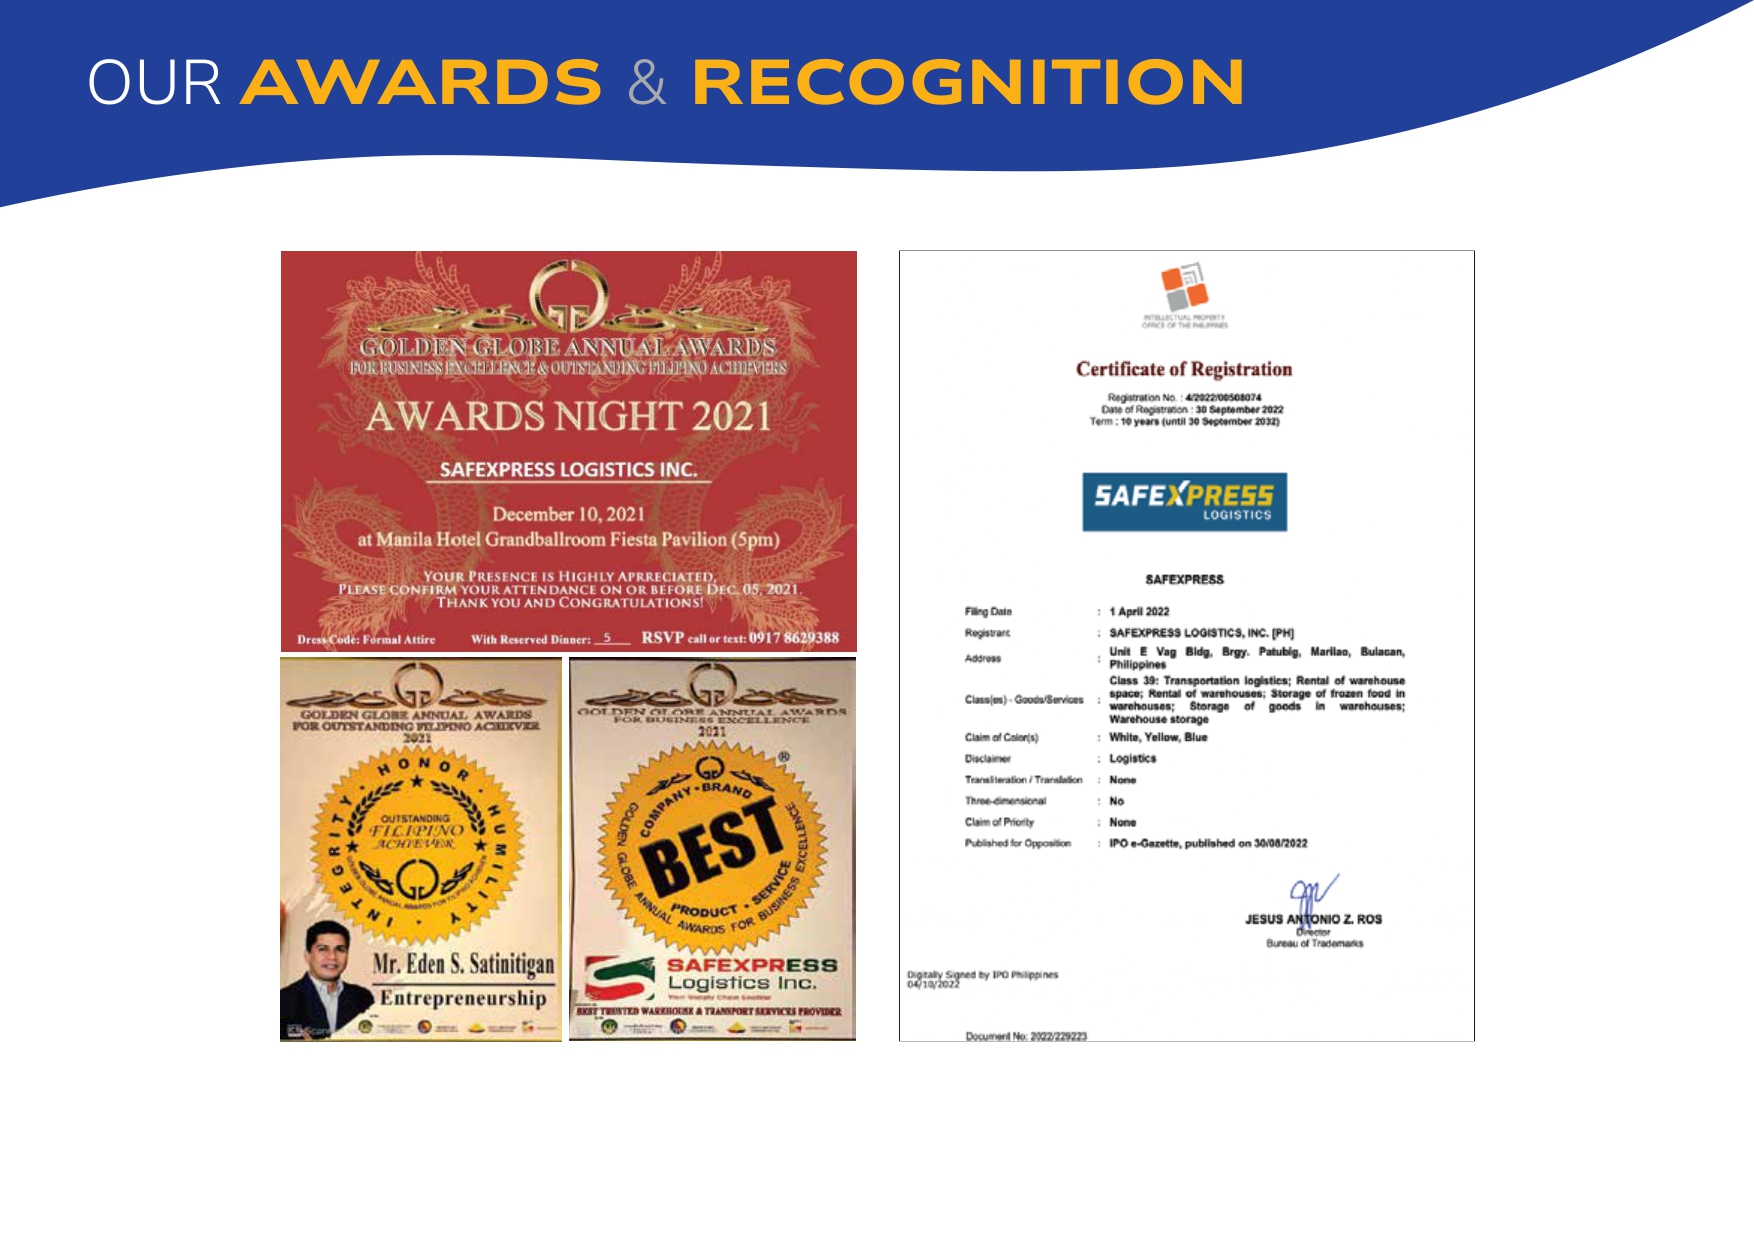 OUR AWARDS & RECOGNITION
GOLDEN GLOBE ANNUAL AWARDS
FOR BUSINESS EXCELLENCE & OUTSTANDING FILIPINO ACHIEVERS
AWARDS NIGHT 2021
SAFEXPRESS LOGISTICS INC.
December 10, 2021
at Manila Hotel Grandballroom Fiesta Pavilion (5pm)
YOUR PRESENCE IS HIGHLY APRRECIATED,
PLEASE CONFIRM YOUR ATTENDANCE ON OR BEFORE DEC. 05, 2021.
THANK YOU AND CONGRATULATIONS!
Dress Code: Formal Attire With Reserved Dinner: 5 RSVP call or text: 0917 8629388
GOLDEN GLOBE ANNUAL AWARDS
FOR OUTSTANDING FILIPINO ACHIEVER
2021
INTEGRITY · HONOR · HUMILITY
OUTSTANDING
FILIPINO
ACHIEVER
Mr. Eden S. Satinitigan
Entrepreneurship
GOLDEN GLOBE ANNUAL AWARDS
FOR BUSINESS EXCELLENCE
2021
®
COMPANY · BRAND
BEST
PRODUCT · SERVICE
GOLDEN GLOBE ANNUAL AWARDS FOR BUSINESS EXCELLENCE
SAFEXPRESS
Logistics Inc.
Your Supply Chain Enabler
BEST TRUSTED WAREHOUSE & TRANSPORT SERVICES PROVIDER
INTELLECTUAL PROPERTY
OFFICE OF THE PHILIPPINES
Certificate of Registration
Registration No. : 4/2022/00508074
Date of Registration : 30 September 2022
Term : 10 years (until 30 September 2032)
SAFEXPRESS
LOGISTICS
SAFEXPRESS
Filing Date : 1 April 2022
Registrant : SAFEXPRESS LOGISTICS, INC. [PH]
Address : Unit E Vag Bldg, Brgy. Patubig, Marilao, Bulacan,
Philippines
Class(es) - Goods/Services : Class 39: Transportation logistics; Rental of warehouse
space; Rental of warehouses; Storage of frozen food in
warehouses; Storage of goods in warehouses;
Warehouse storage
Claim of Color(s) : White, Yellow, Blue
Disclaimer : Logistics
Transliteration / Translation : None
Three-dimensional : No
Claim of Priority : None
Published for Opposition : IPO e-Gazette, published on 30/08/2022
JESUS ANTONIO Z. ROS
Director
Bureau of Trademarks
Digitally Signed by IPO Philippines
04/10/2022
Document No: 2022/229223